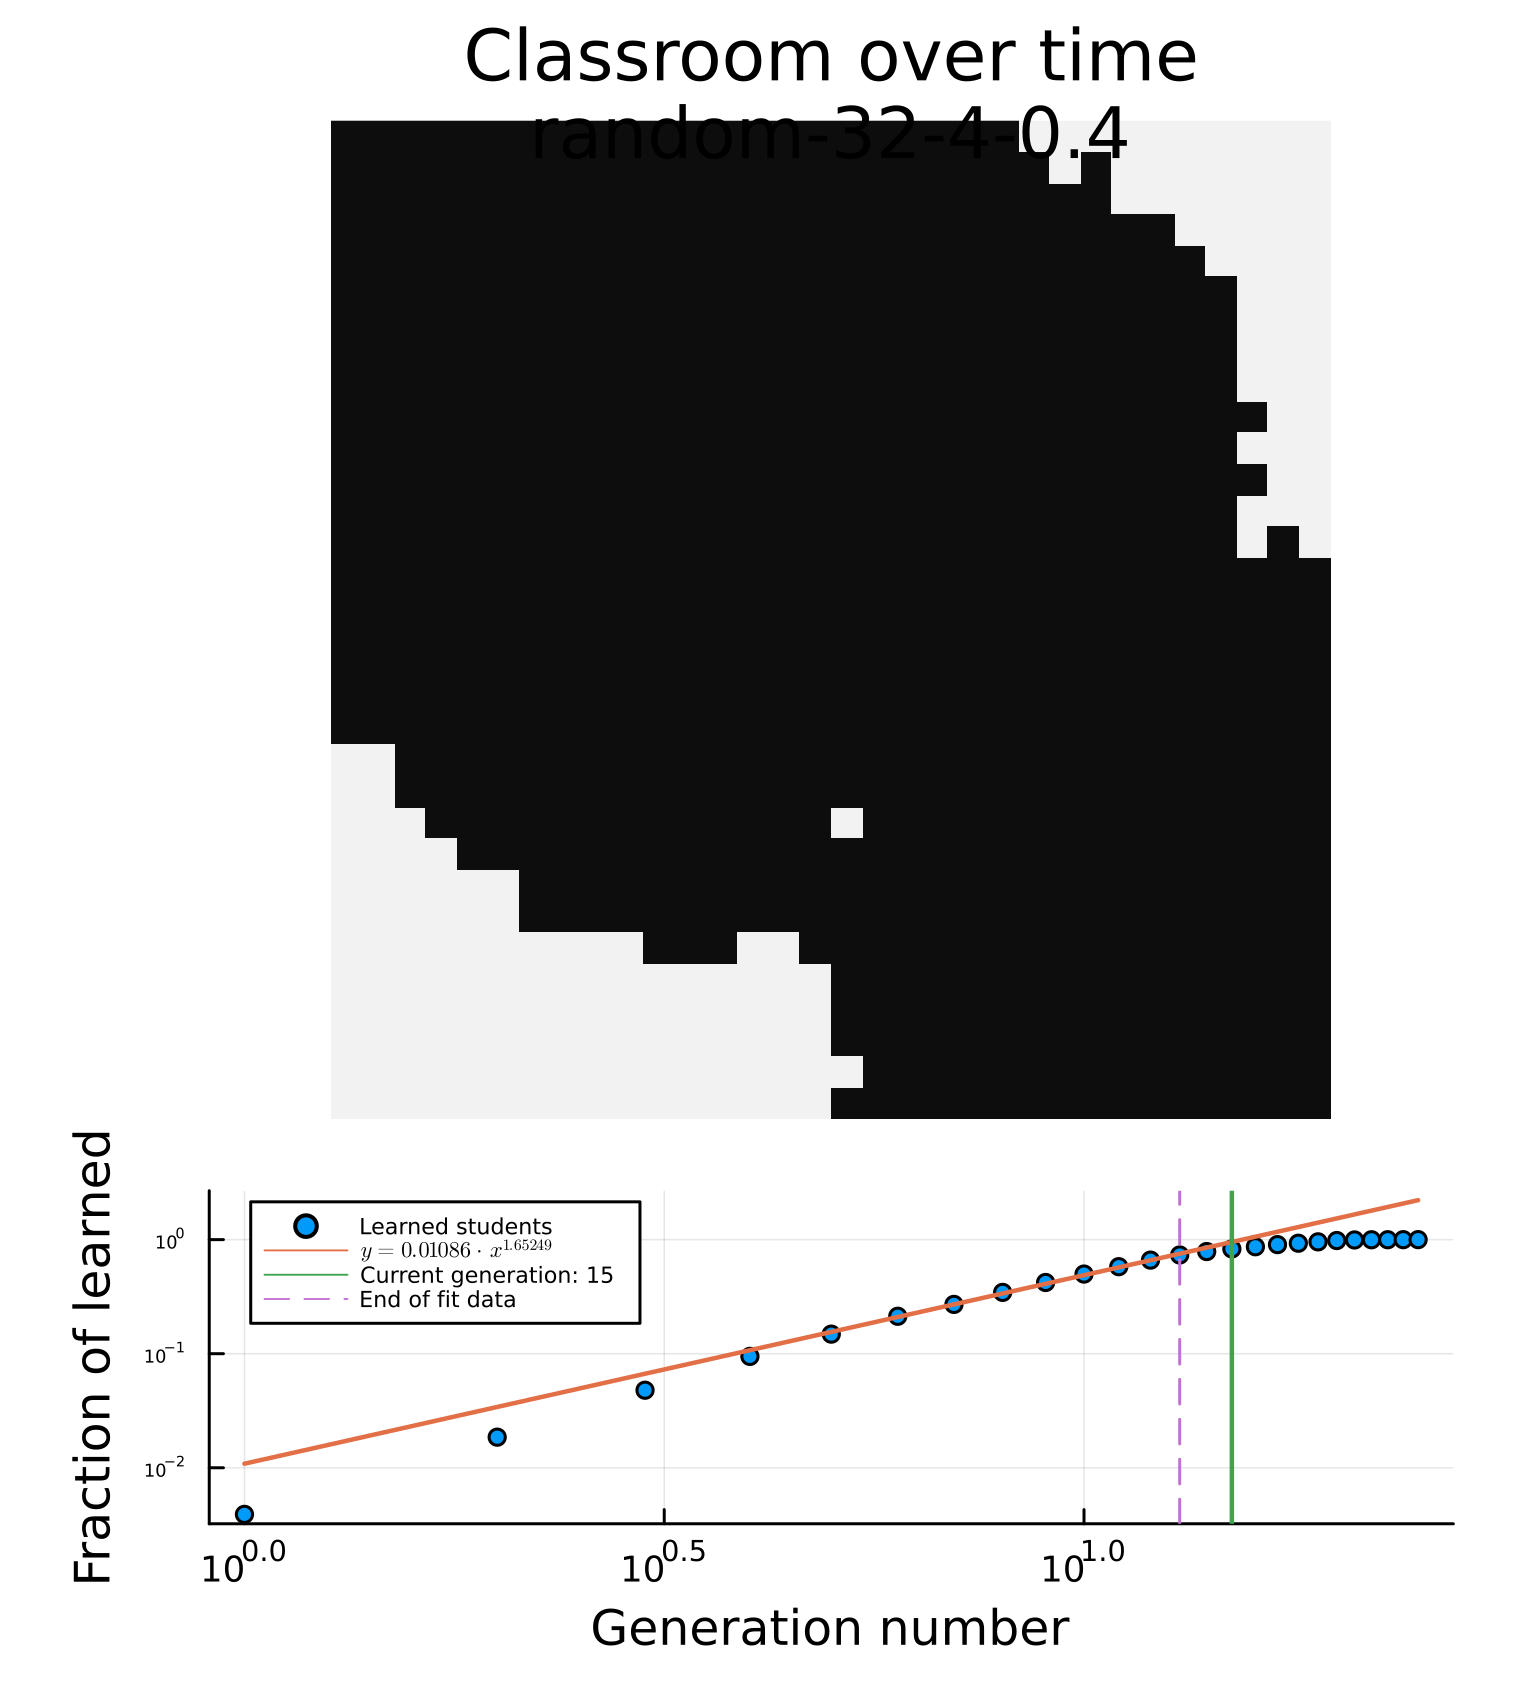 Classroom over time
random-32-4-0.4
Fraction of learned
10^0
10^-1
10^-2
Learned students
y = 0.01086 · x^1.65249
Current generation: 15
End of fit data
10^0.0
10^0.5
10^1.0
Generation number